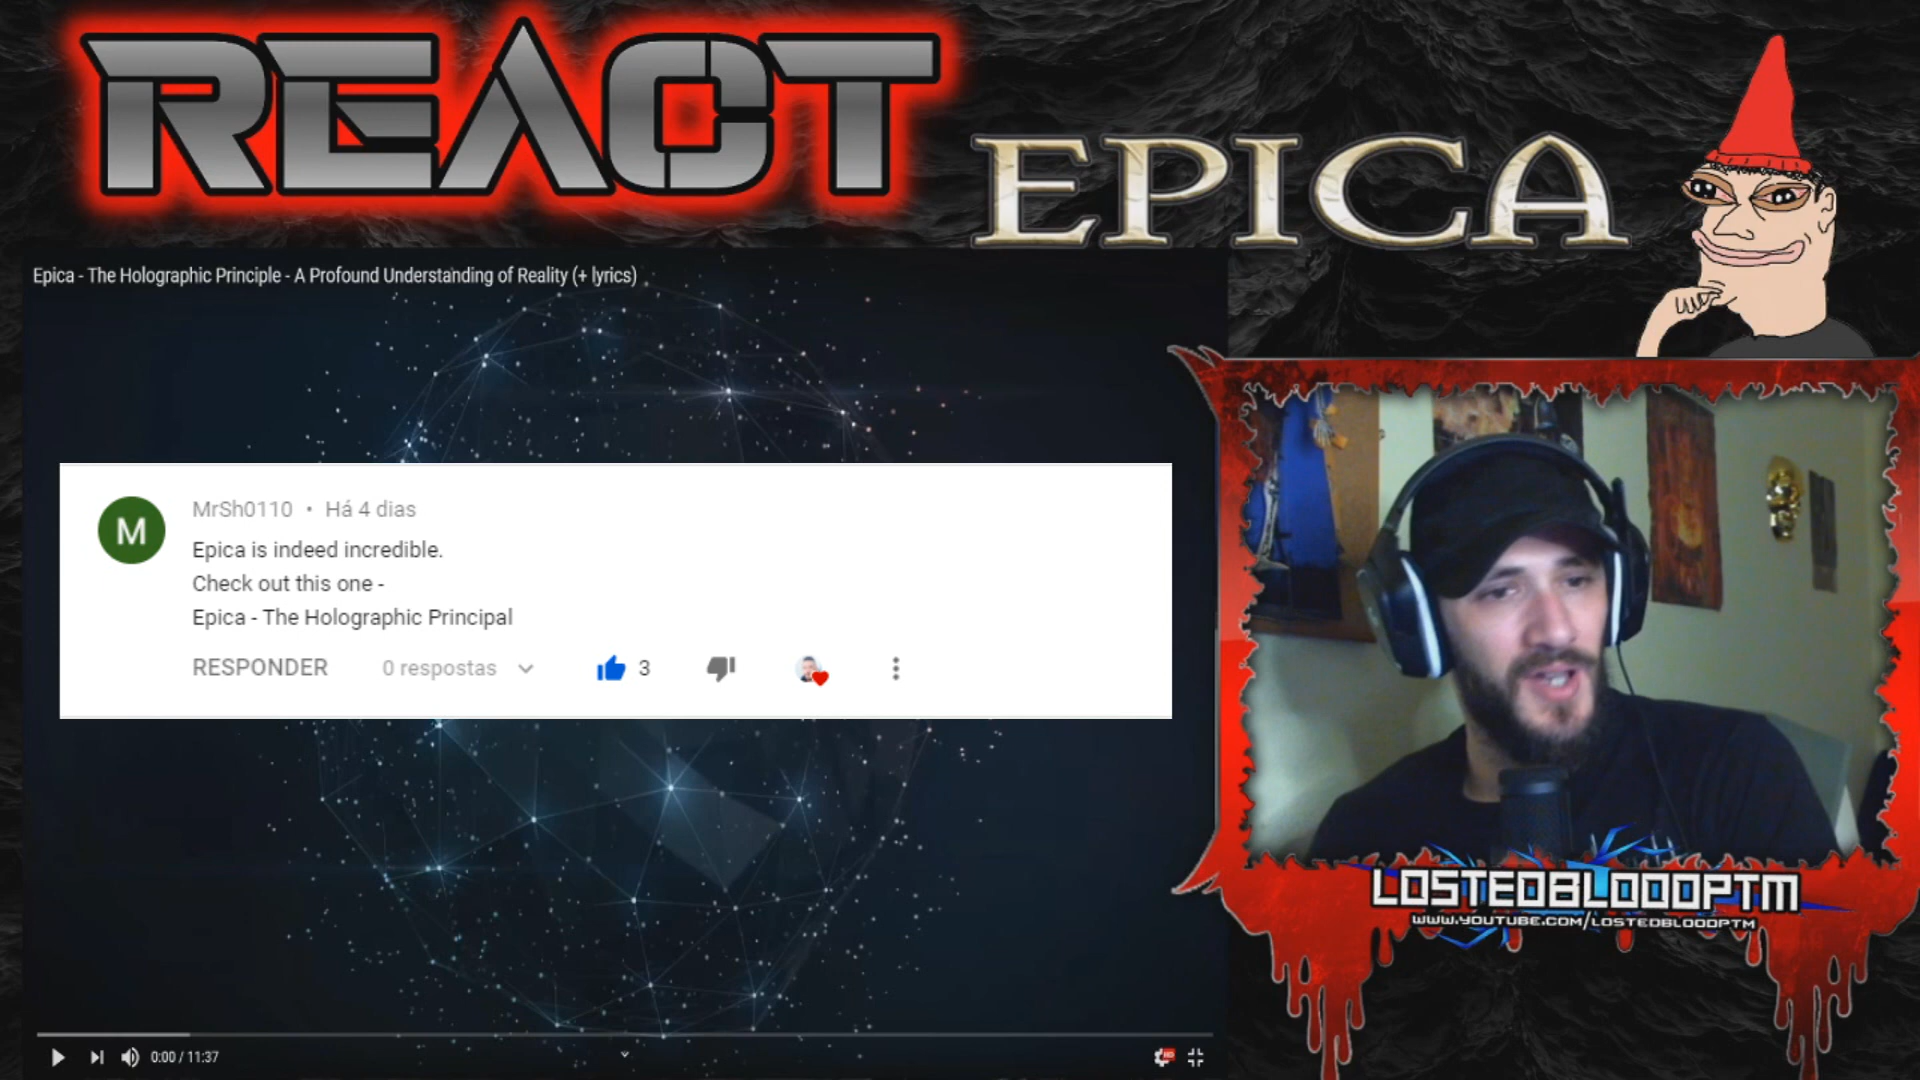 REACT
EPICA
Epica - The Holographic Principle - A Profound Understanding of Reality (+ lyrics)
M
MrSh0110 • Há 4 dias
Epica is indeed incredible.
Check out this one -
Epica - The Holographic Principal
RESPONDER 0 respostas 3
LOSTEDBLOODPTM
WWW.YOUTUBE.COM/LOSTEDBLOODPTM
0:00 / 11:37
HD